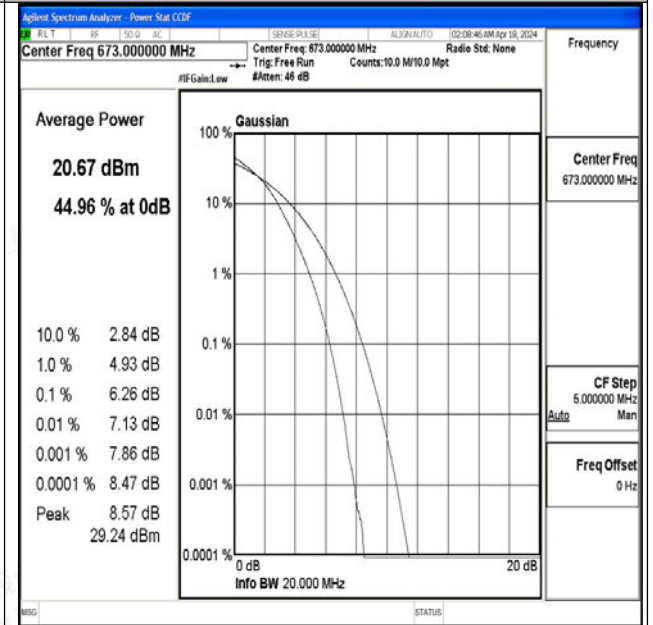 Agilent Spectrum Analyzer - Power Stat CCDF
RL T RF 50 Ω AC SENSE:PULSE ALIGN AUTO 02:08:46 AM Apr 18, 2024
Center Freq 673.000000 MHz
Center Freq: 673.000000 MHz Radio Std: None
Trig: Free Run Counts:10.0 M/10.0 Mpt
#IFGain:Low #Atten: 46 dB
Frequency
Average Power
20.67 dBm
44.96 % at 0dB
10.0 % 2.84 dB
1.0 % 4.93 dB
0.1 % 6.26 dB
0.01 % 7.13 dB
0.001 % 7.86 dB
0.0001 % 8.47 dB
Peak 8.57 dB
29.24 dBm
Gaussian
100 %
10 %
1 %
0.1 %
0.01 %
0.001 %
0.0001 %
0 dB 20 dB
Info BW 20.000 MHz
Center Freq
673.000000 MHz
CF Step
5.000000 MHz
Auto Man
Freq Offset
0 Hz
MSG STATUS